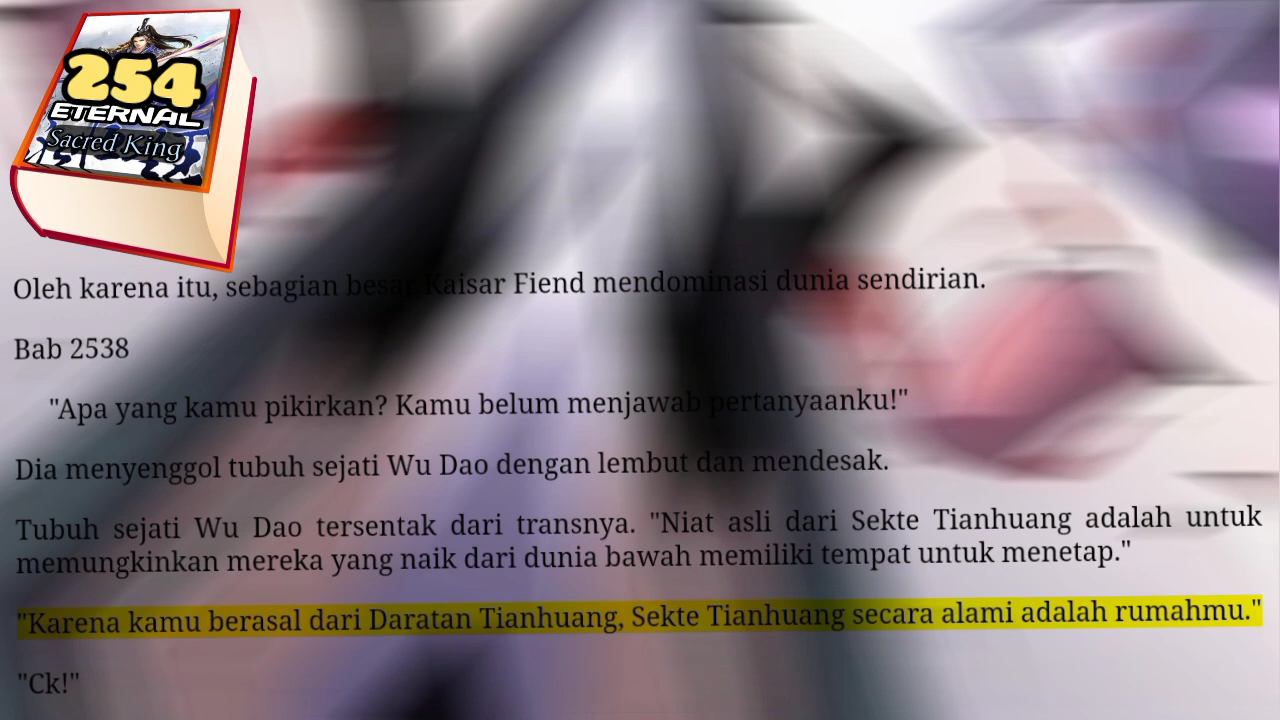 254
ETERNAL
Sacred King
Oleh karena itu, sebagian besar Kaisar Fiend mendominasi dunia sendirian.
Bab 2538
"Apa yang kamu pikirkan? Kamu belum menjawab pertanyaanku!"
Dia menyenggol tubuh sejati Wu Dao dengan lembut dan mendesak.
Tubuh sejati Wu Dao tersentak dari transnya. "Niat asli dari Sekte Tianhuang adalah untuk
memungkinkan mereka yang naik dari dunia bawah memiliki tempat untuk menetap."
"Karena kamu berasal dari Daratan Tianhuang, Sekte Tianhuang secara alami adalah rumahmu."
"Ck!"